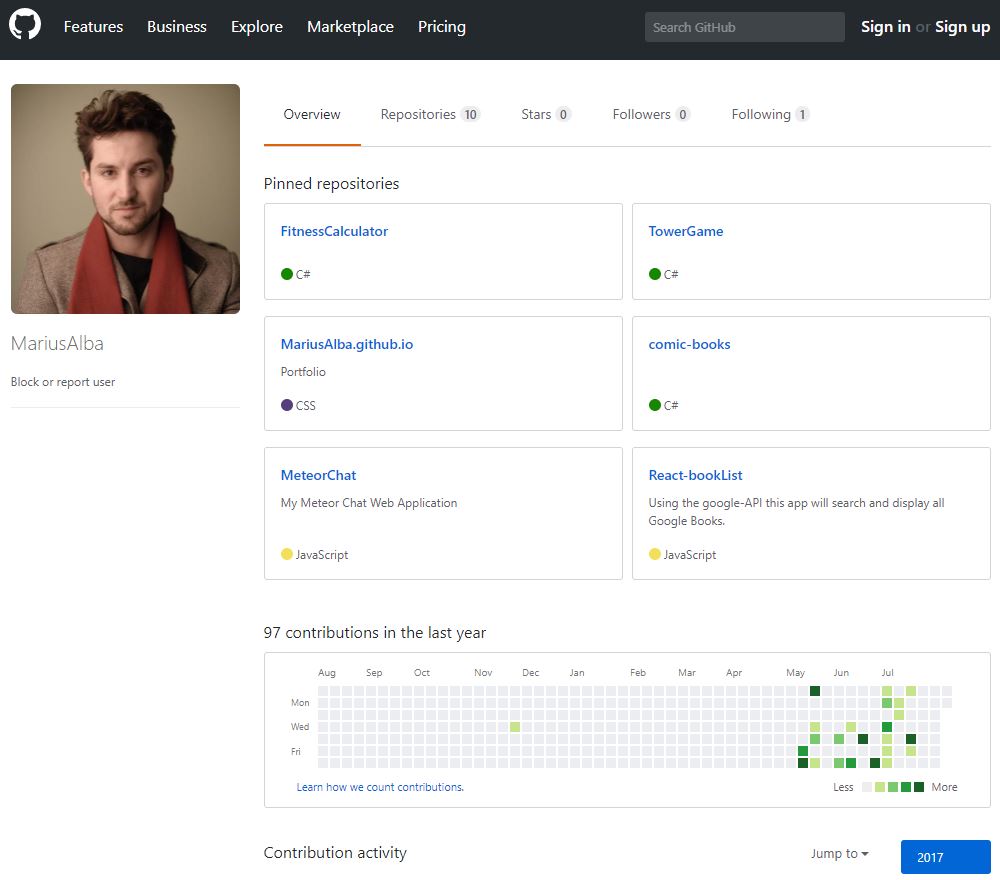 Features Business Explore Marketplace Pricing Search GitHub Sign in or Sign up
Overview Repositories 10 Stars 0 Followers 0 Following 1
MariusAlba
Block or report user
Pinned repositories
FitnessCalculator
C#
TowerGame
C#
MariusAlba.github.io
Portfolio
CSS
comic-books
C#
MeteorChat
My Meteor Chat Web Application
JavaScript
React-bookList
Using the google-API this app will search and display all
Google Books.
JavaScript
97 contributions in the last year
Aug Sep Oct Nov Dec Jan Feb Mar Apr May Jun Jul
Mon
Wed
Fri
Learn how we count contributions. Less More
Contribution activity Jump to 2017